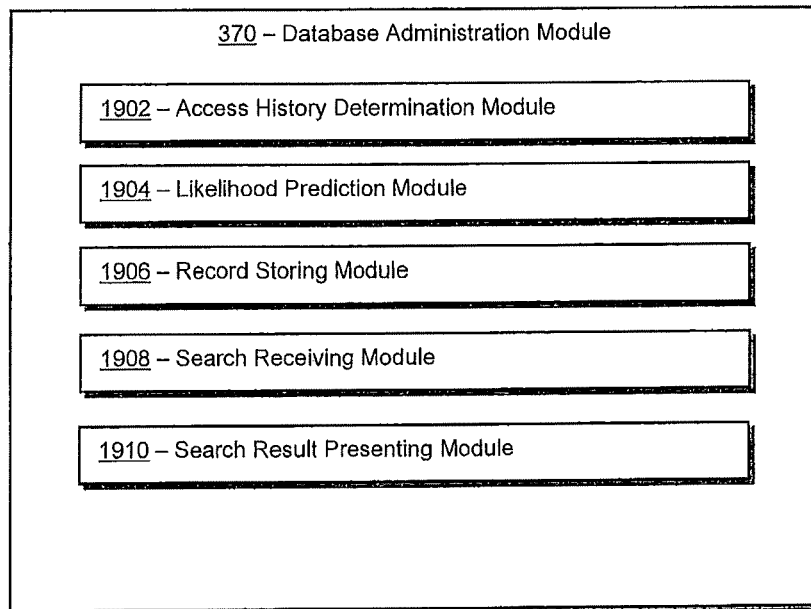 370 – Database Administration Module
1902 – Access History Determination Module
1904 – Likelihood Prediction Module
1906 – Record Storing Module
1908 – Search Receiving Module
1910 – Search Result Presenting Module